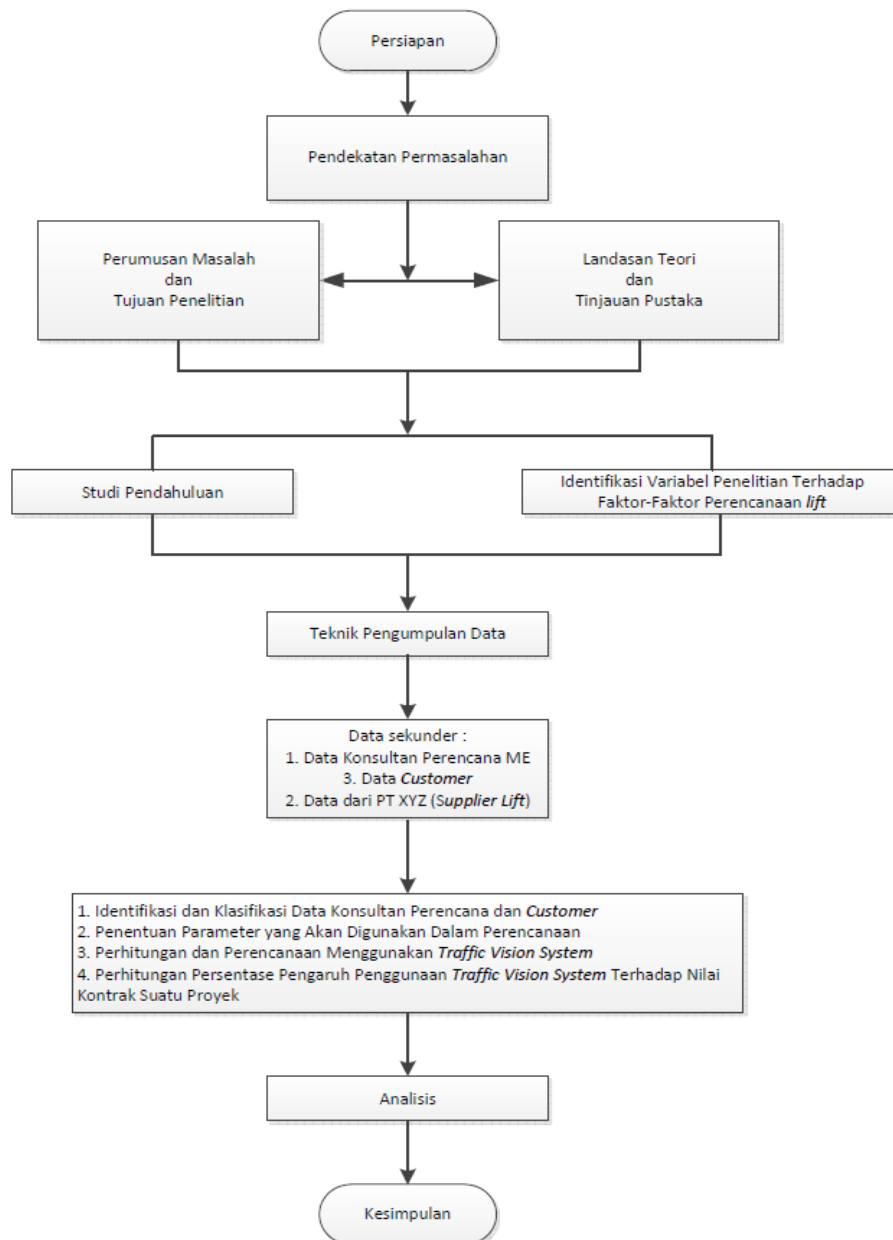 Persiapan
Pendekatan Permasalahan
Perumusan Masalah
dan
Tujuan Penelitian
Landasan Teori
dan
Tinjauan Pustaka
Studi Pendahuluan
Identifikasi Variabel Penelitian Terhadap
Faktor-Faktor Perencanaan lift
Teknik Pengumpulan Data
Data sekunder :
1. Data Konsultan Perencana ME
3. Data Customer
2. Data dari PT XYZ (Supplier Lift)
1. Identifikasi dan Klasifikasi Data Konsultan Perencana dan Customer
2. Penentuan Parameter yang Akan Digunakan Dalam Perencanaan
3. Perhitungan dan Perencanaan Menggunakan Traffic Vision System
4. Perhitungan Persentase Pengaruh Penggunaan Traffic Vision System Terhadap Nilai
Kontrak Suatu Proyek
Analisis
Kesimpulan